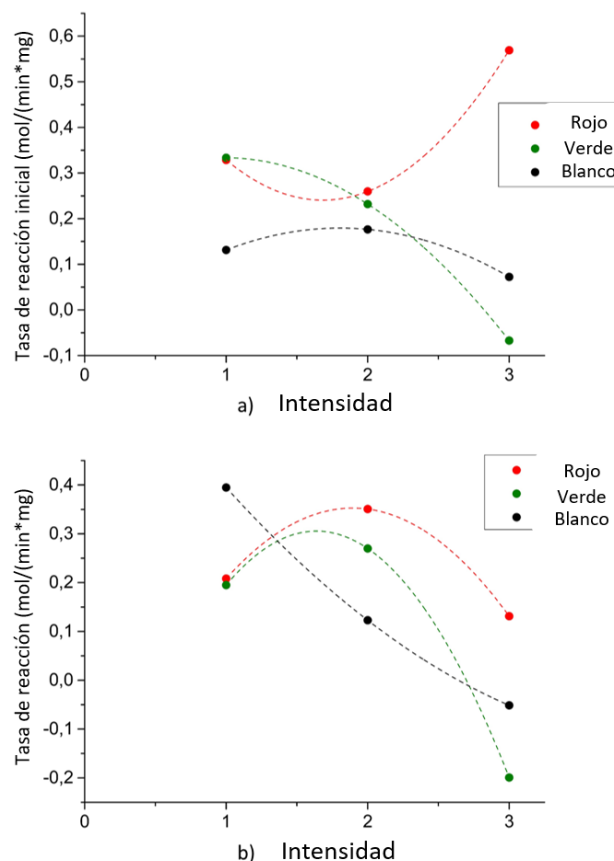 Tasa de reacción inicial (mol/(min*mg)
0,6
0,5
0,4
0,3
0,2
0,1
0,0
-0,1
0
1
2
3
Rojo
Verde
Blanco
a) Intensidad
Tasa de reacción (mol/(min*mg)
0,4
0,3
0,2
0,1
0,0
-0,1
-0,2
0
1
2
3
Rojo
Verde
Blanco
b) Intensidad